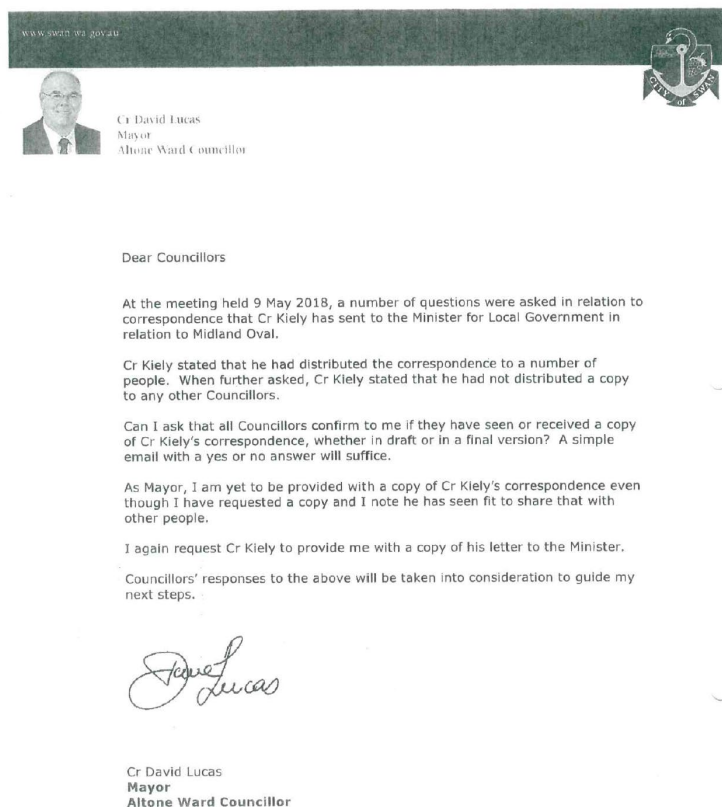 www.swan.wa.gov.au
CITY of SWAN
Cr David Lucas
Mayor
Altone Ward Councillor
Dear Councillors
At the meeting held 9 May 2018, a number of questions were asked in relation to
correspondence that Cr Kiely has sent to the Minister for Local Government in
relation to Midland Oval.
Cr Kiely stated that he had distributed the correspondence to a number of
people. When further asked, Cr Kiely stated that he had not distributed a copy
to any other Councillors.
Can I ask that all Councillors confirm to me if they have seen or received a copy
of Cr Kiely's correspondence, whether in draft or in a final version? A simple
email with a yes or no answer will suffice.
As Mayor, I am yet to be provided with a copy of Cr Kiely's correspondence even
though I have requested a copy and I note he has seen fit to share that with
other people.
I again request Cr Kiely to provide me with a copy of his letter to the Minister.
Councillors' responses to the above will be taken into consideration to guide my
next steps.
Dave Lucas
Cr David Lucas
Mayor
Altone Ward Councillor